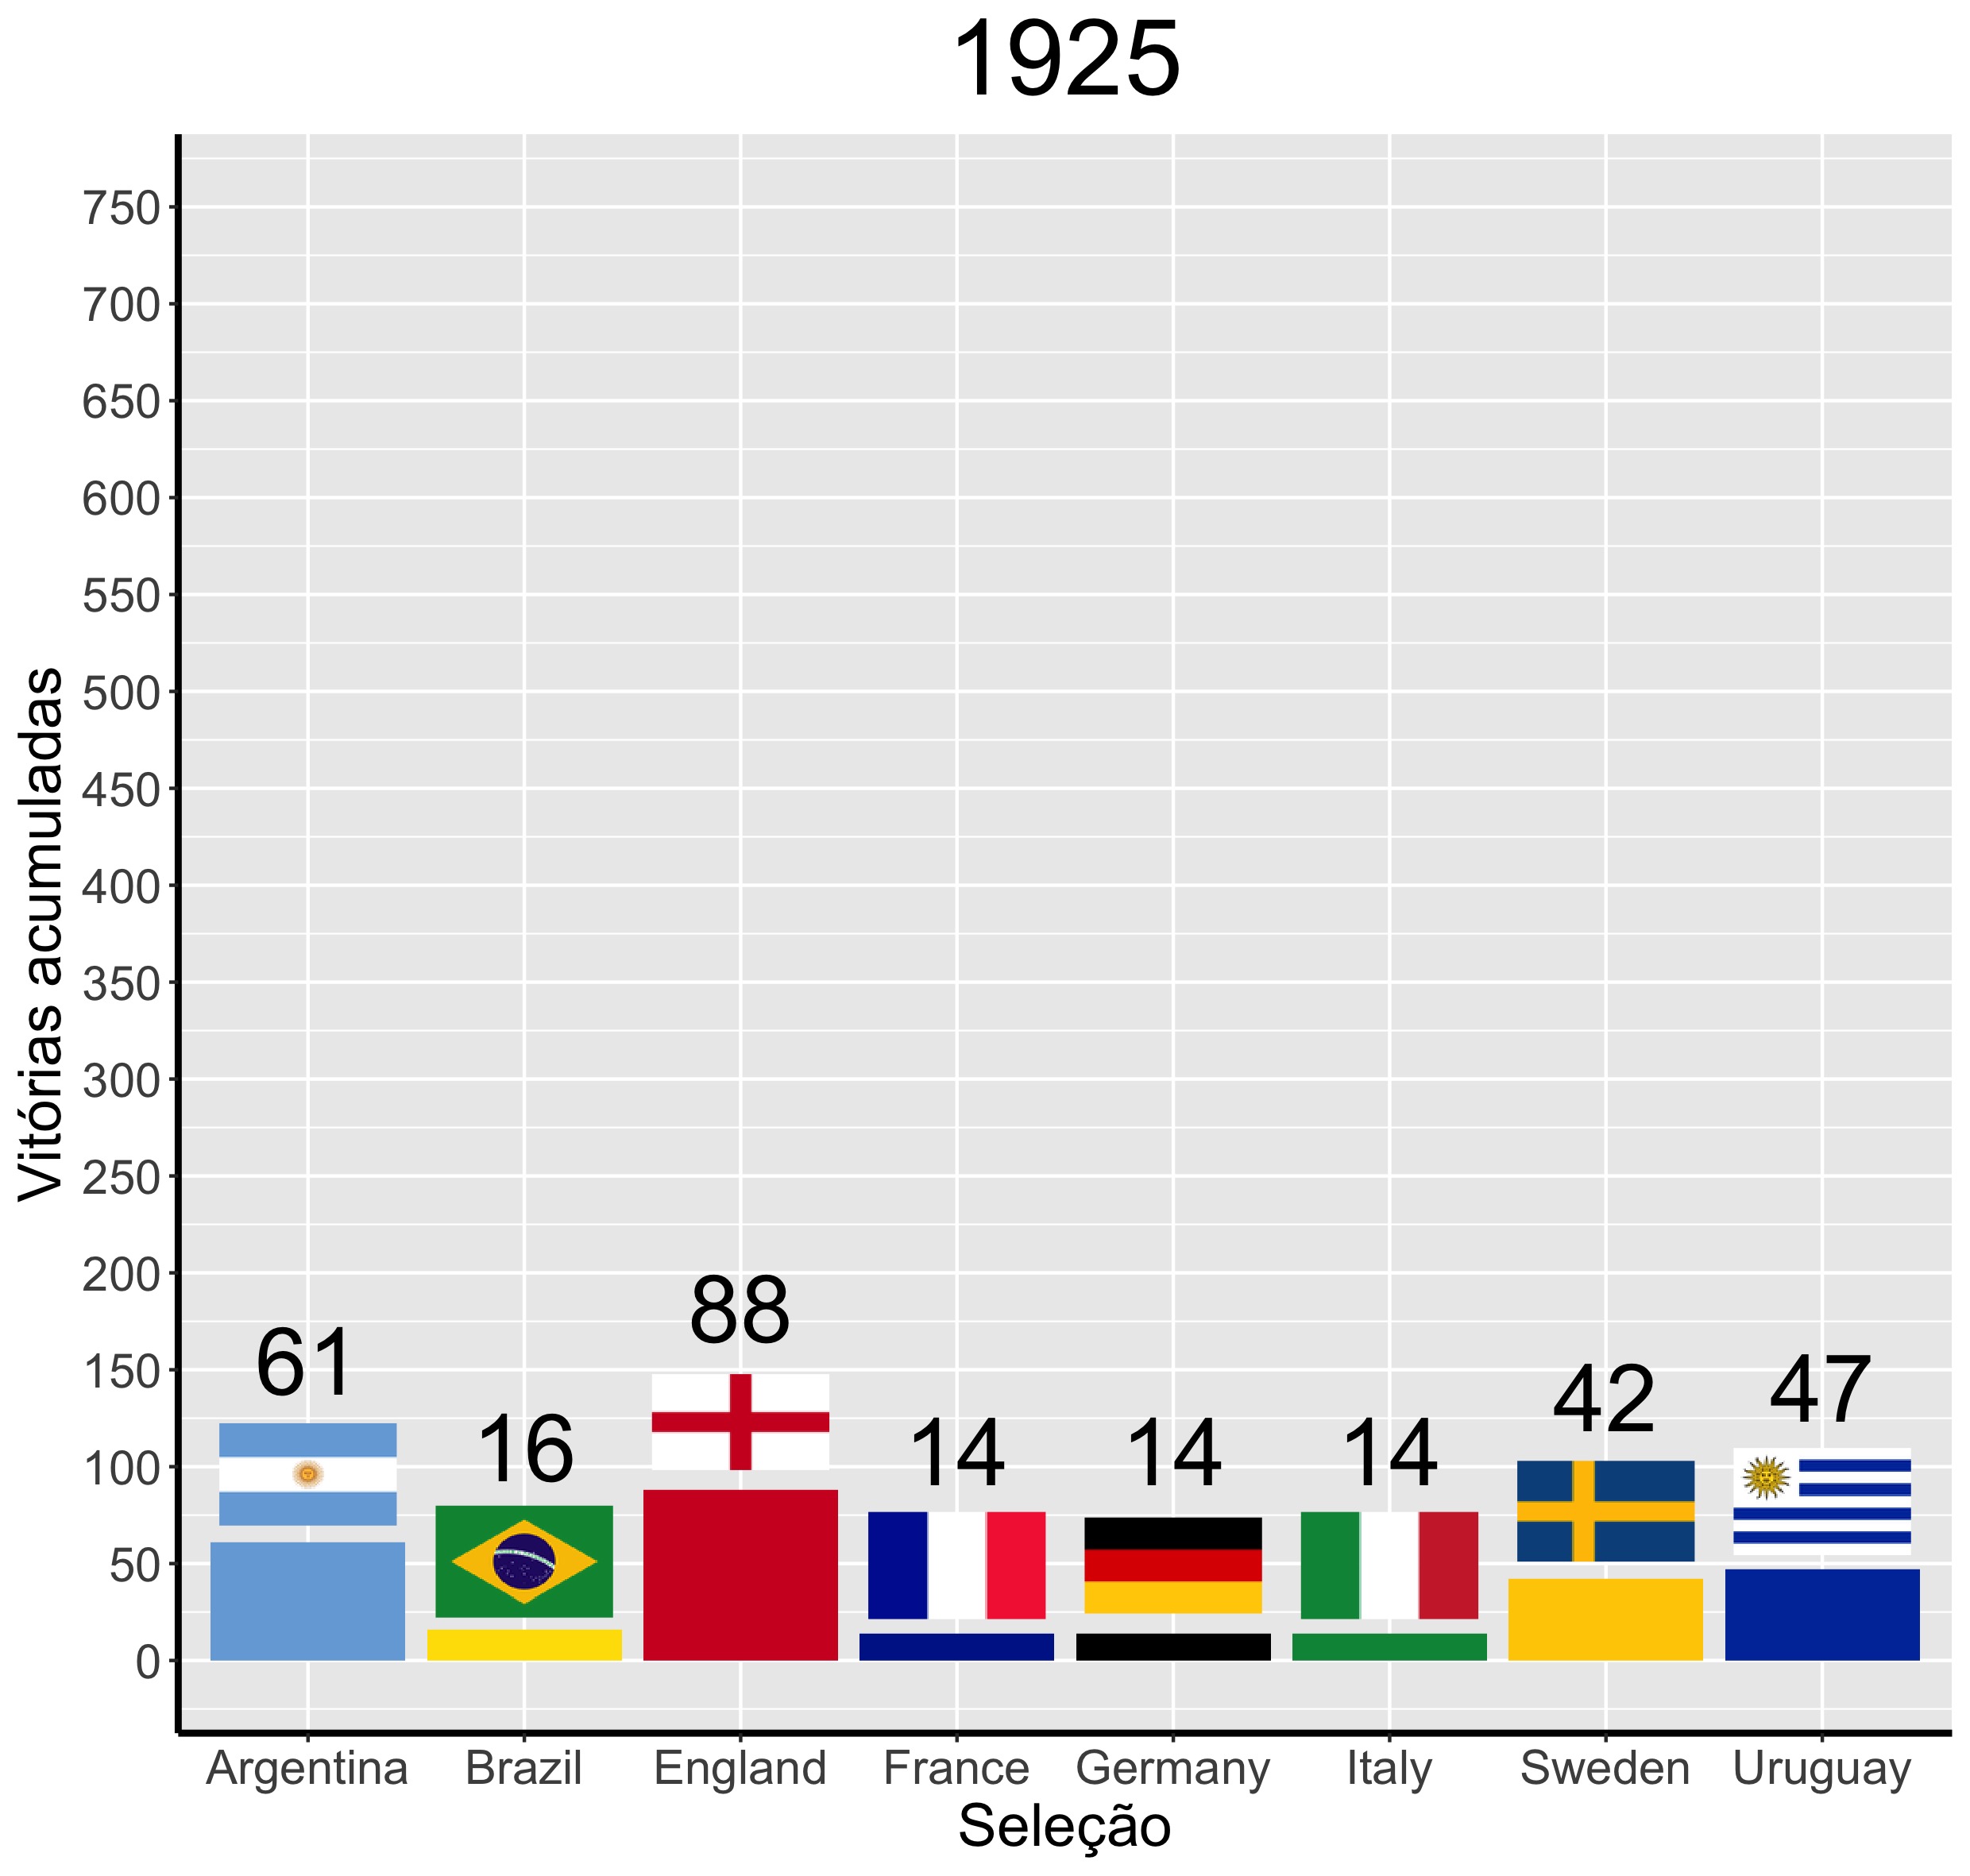 1925
Vitórias acumuladas
750
700
650
600
550
500
450
400
350
300
250
200
150
100
50
0
61
16
88
14
14
14
42
47
Argentina
Brazil
England
France
Germany
Italy
Sweden
Uruguay
Seleção